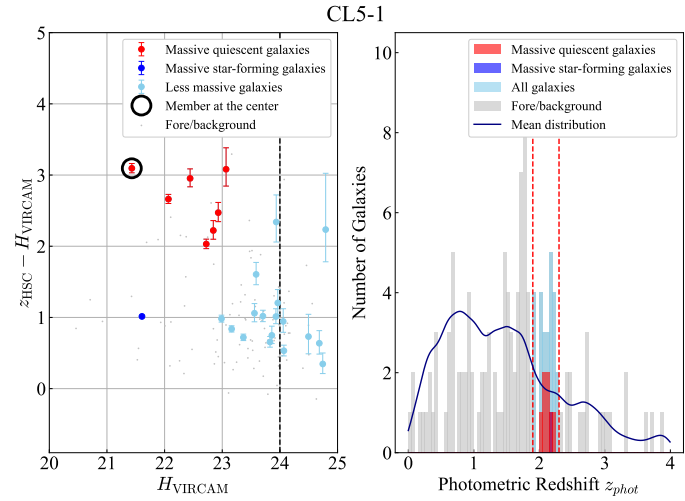 CL5-1
Massive quiescent galaxies
Massive star-forming galaxies
Less massive galaxies
Member at the center
Fore/background
5
4
3
2
1
0
z_HSC − H_VIRCAM
20
21
22
23
24
25
H_VIRCAM
Massive quiescent galaxies
Massive star-forming galaxies
All galaxies
Fore/background
Mean distribution
10
8
6
4
2
0
Number of Galaxies
0
1
2
3
4
Photometric Redshift z_phot